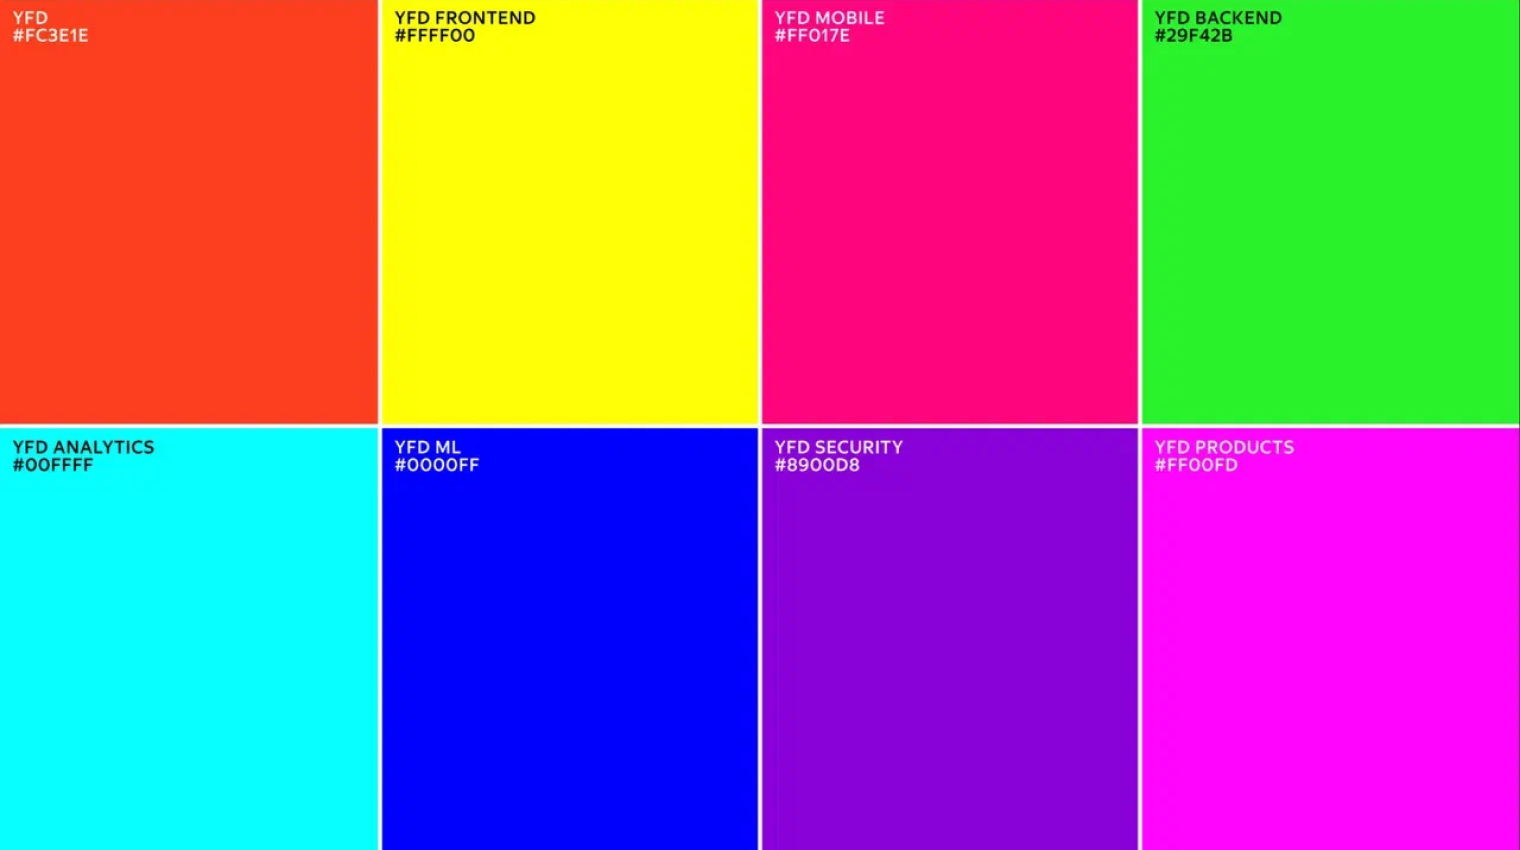 YFD
#FC3E1E
YFD FRONTEND
#FFFF00
YFD MOBILE
#FF017E
YFD BACKEND
#29F42B
YFD ANALYTICS
#00FFFF
YFD ML
#0000FF
YFD SECURITY
#8900D8
YFD PRODUCTS
#FF00FD